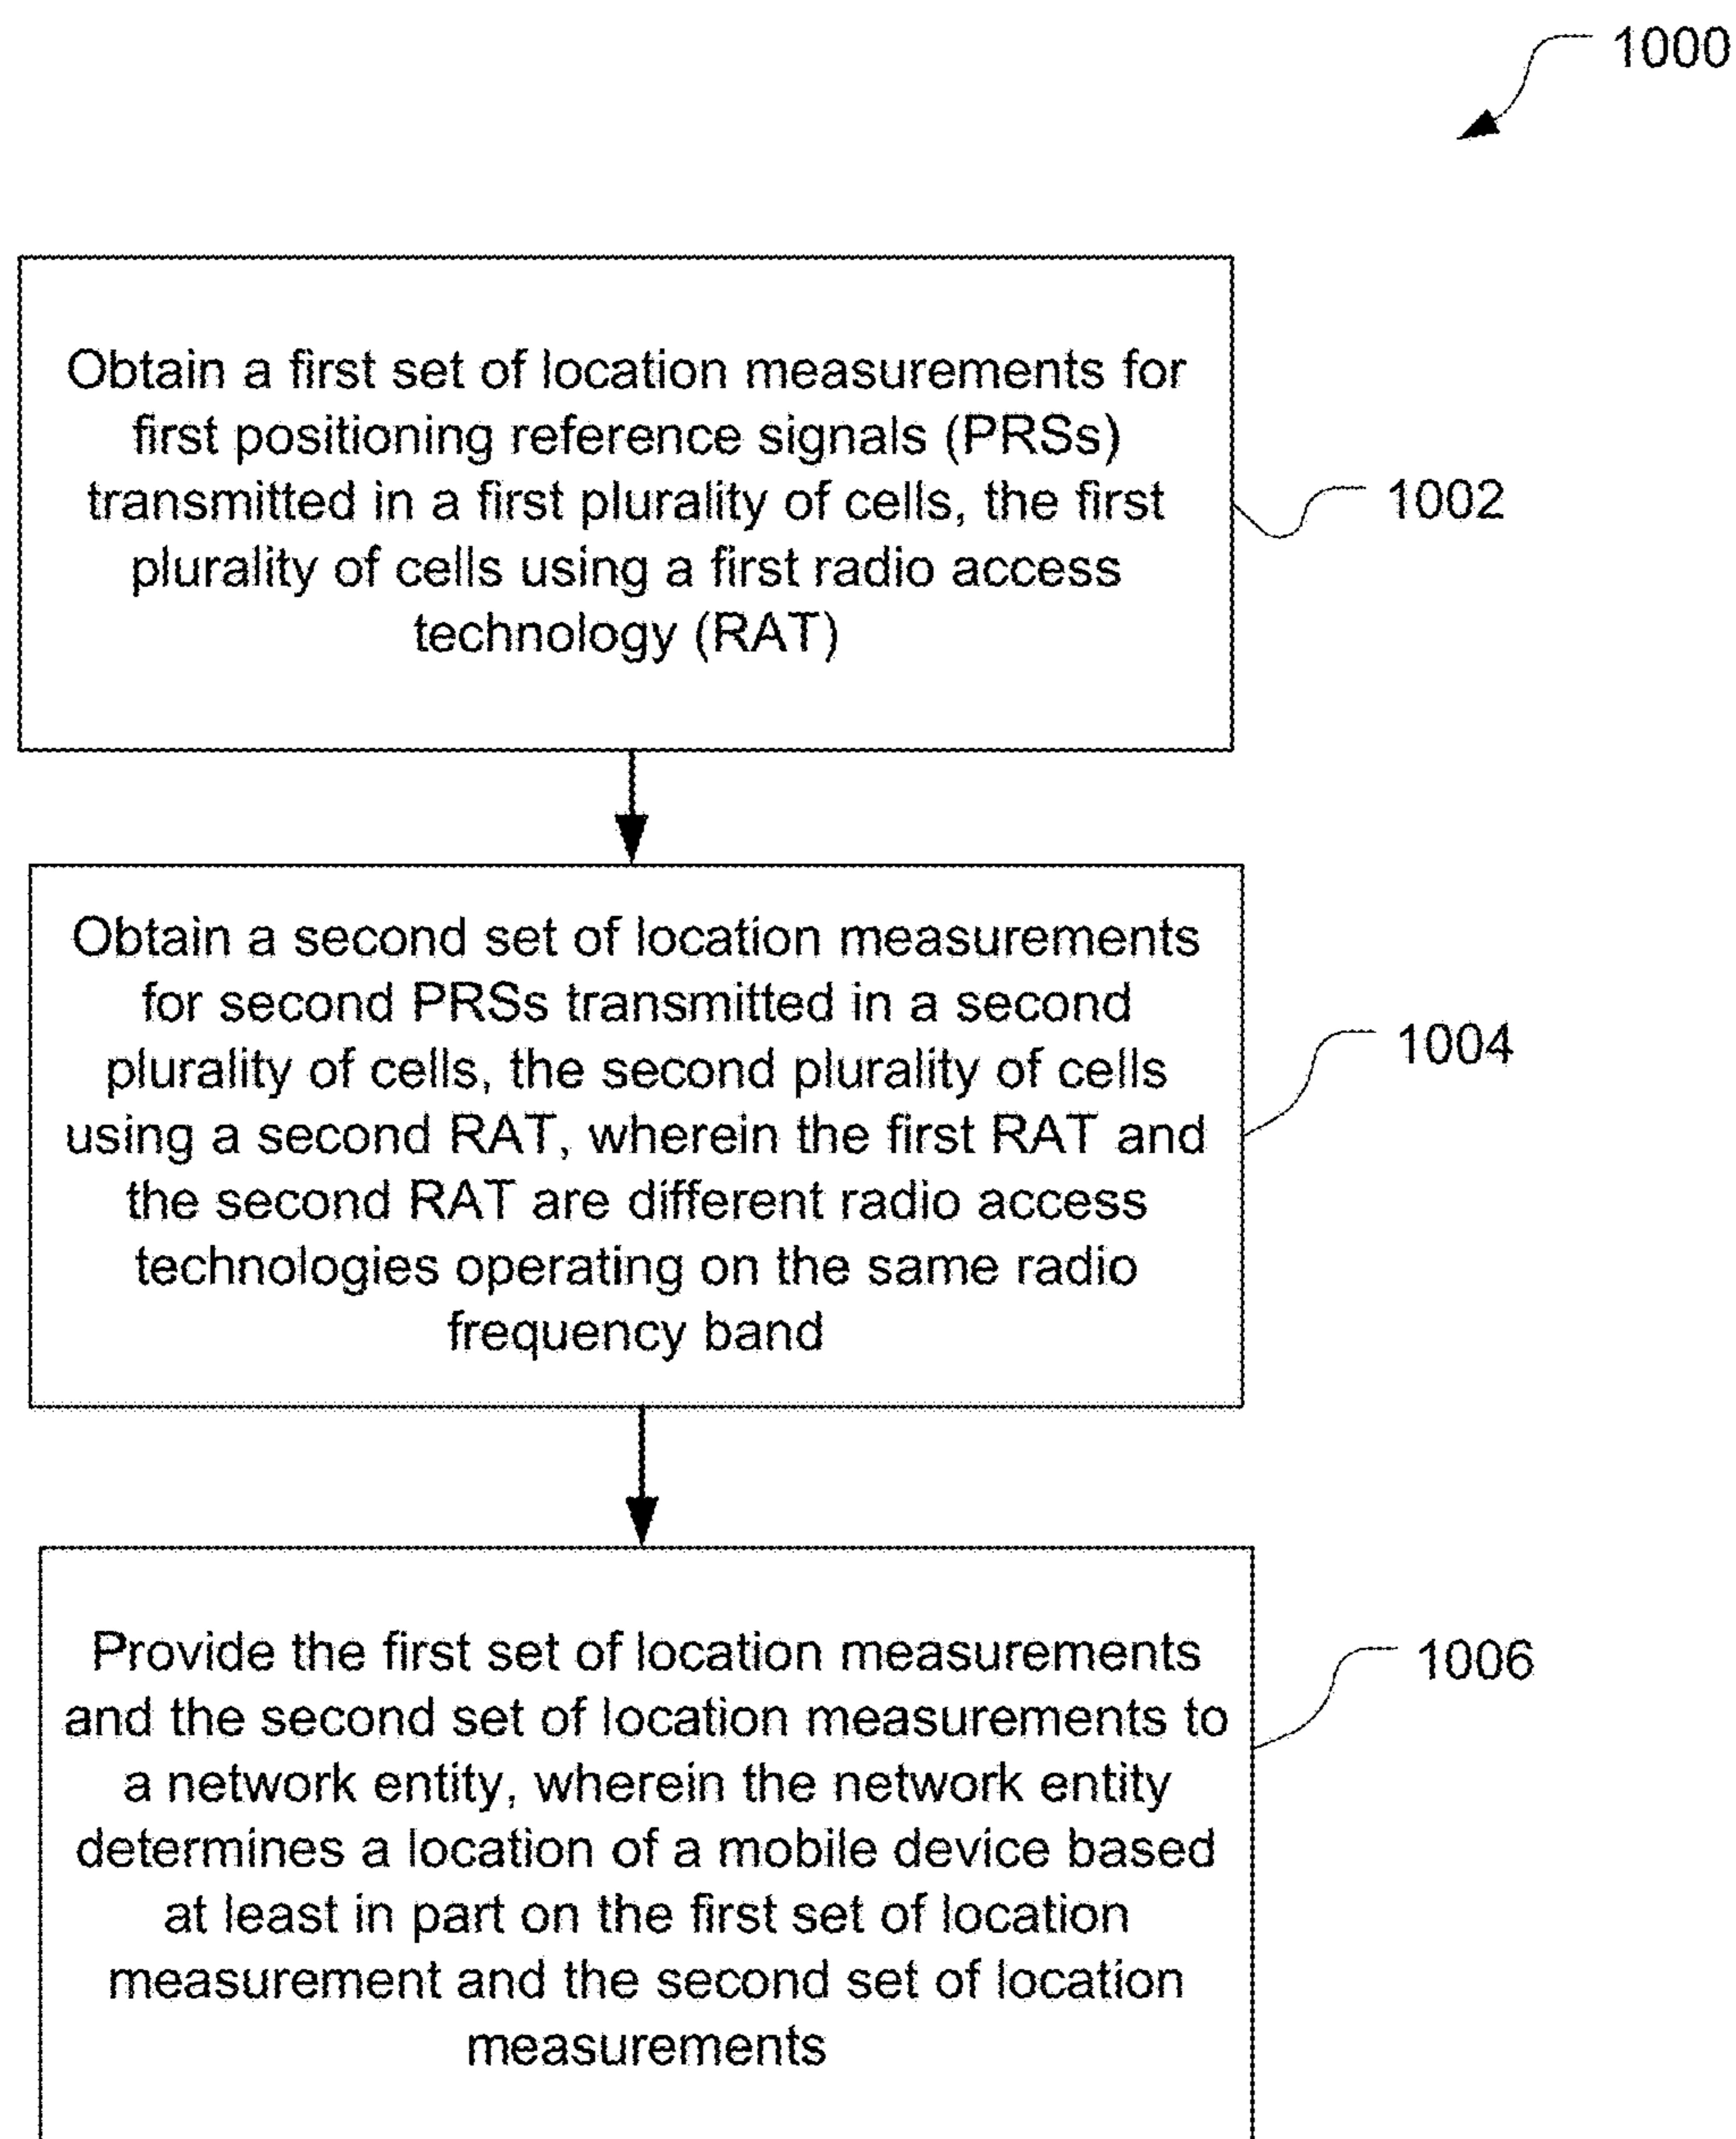 1000
Obtain a first set of location measurements for
first positioning reference signals (PRSs)
transmitted in a first plurality of cells, the first
plurality of cells using a first radio access
technology (RAT)
1002
Obtain a second set of location measurements
for second PRSs transmitted in a second
plurality of cells, the second plurality of cells
using a second RAT, wherein the first RAT and
the second RAT are different radio access
technologies operating on the same radio
frequency band
1004
Provide the first set of location measurements
and the second set of location measurements to
a network entity, wherein the network entity
determines a location of a mobile device based
at least in part on the first set of location
measurement and the second set of location
measurements
1006